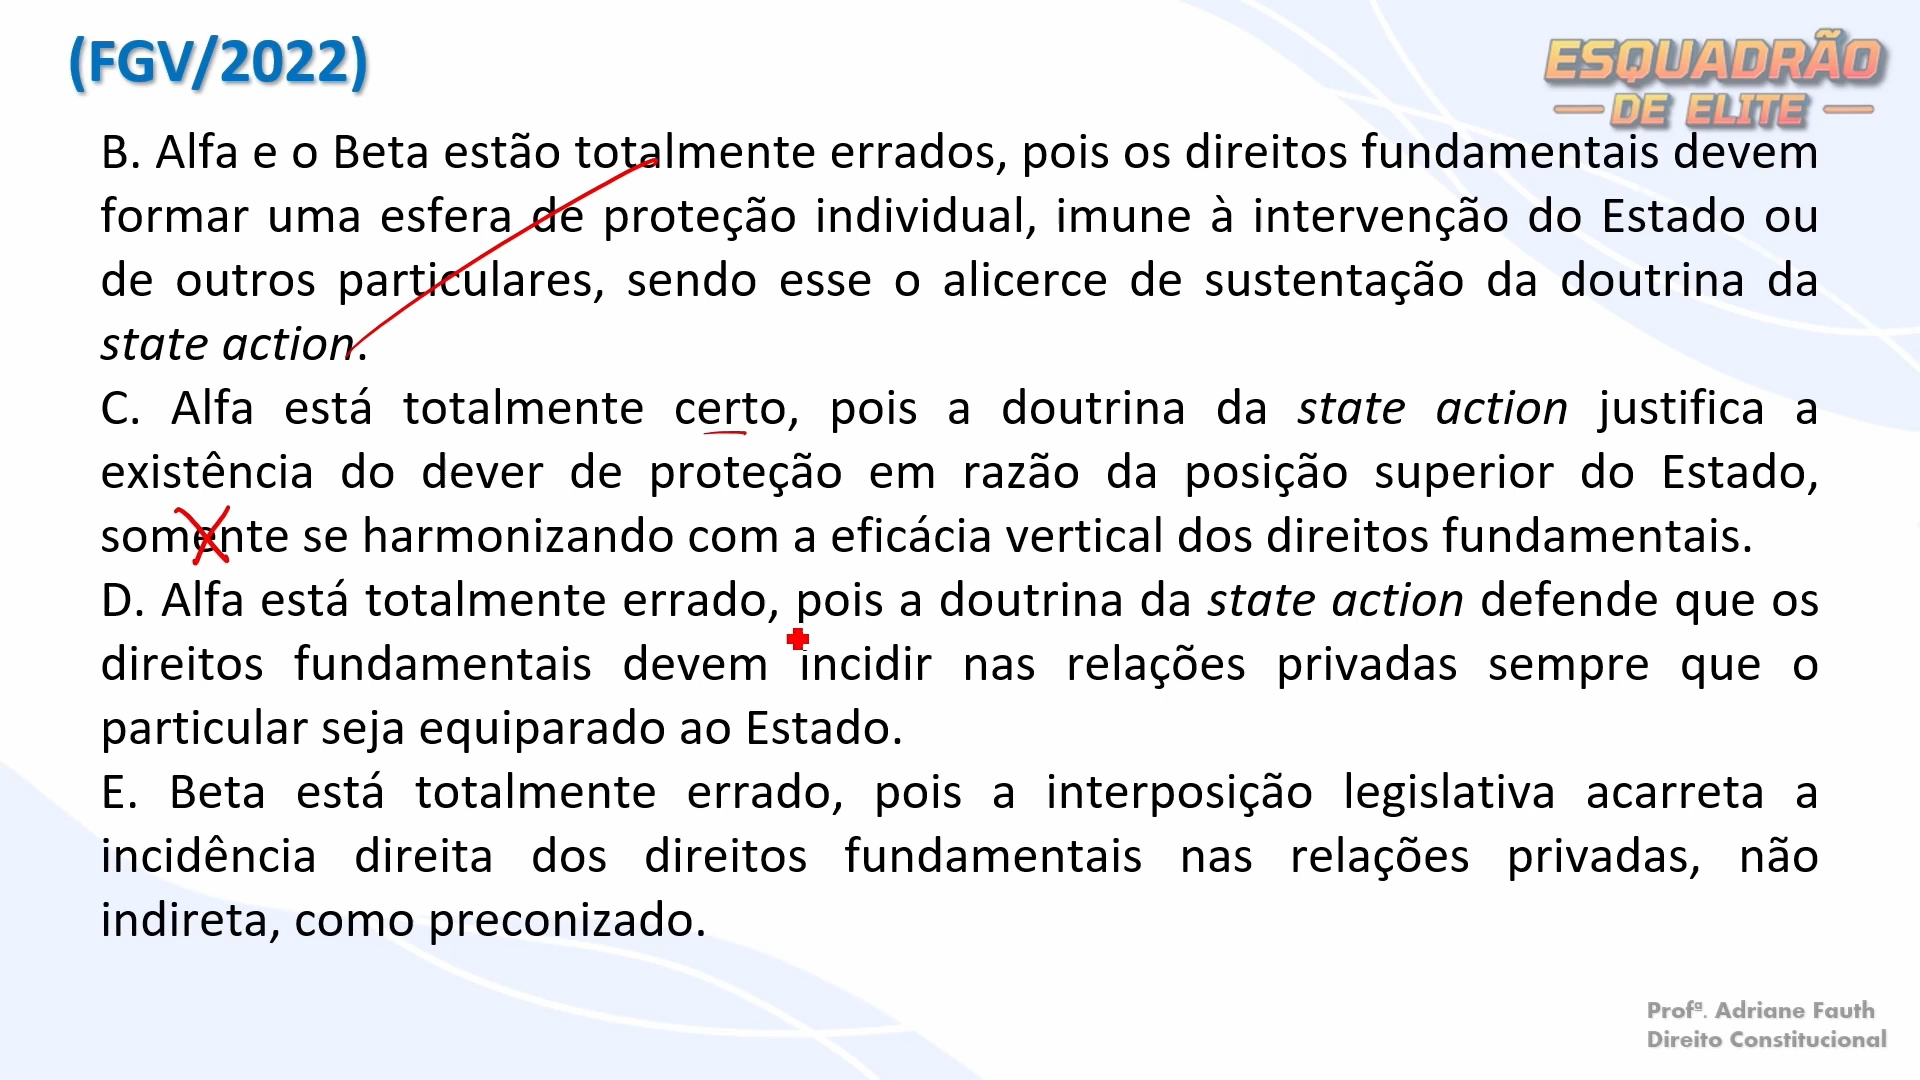 (FGV/2022)
ESQUADRÃO
DE ELITE
B. Alfa e o Beta estão totalmente errados, pois os direitos fundamentais devem
formar uma esfera de proteção individual, imune à intervenção do Estado ou
de outros particulares, sendo esse o alicerce de sustentação da doutrina da
state action.
C. Alfa está totalmente certo, pois a doutrina da state action justifica a
existência do dever de proteção em razão da posição superior do Estado,
somente se harmonizando com a eficácia vertical dos direitos fundamentais.
D. Alfa está totalmente errado, pois a doutrina da state action defende que os
direitos fundamentais devem incidir nas relações privadas sempre que o
particular seja equiparado ao Estado.
E. Beta está totalmente errado, pois a interposição legislativa acarreta a
incidência direita dos direitos fundamentais nas relações privadas, não
indireta, como preconizado.
Profª. Adriane Fauth
Direito Constitucional